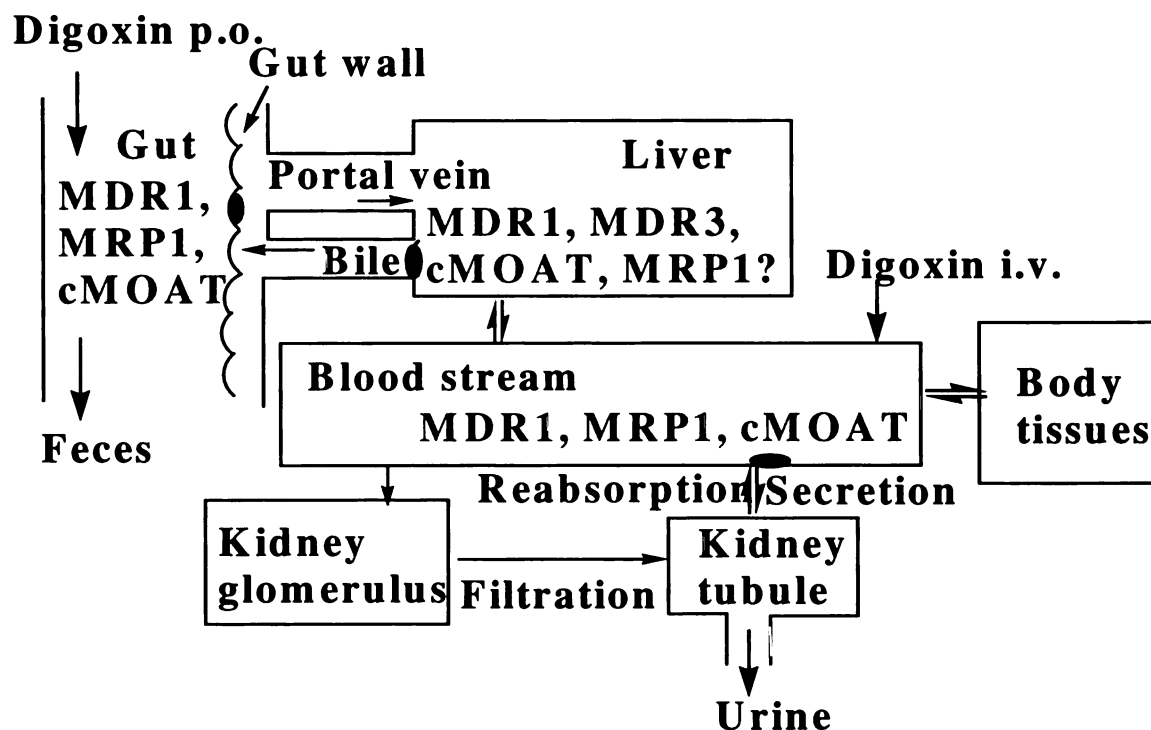 Digoxin p.o.
Gut wall
Gut
MDR1,
MRP1,
cMOAT
Feces
Portal vein
Bile
Liver
MDR1, MDR3,
cMOAT, MRP1?
Digoxin i.v.
Blood stream
MDR1, MRP1, cMOAT
Body
tissues
Reabsorption
Secretion
Kidney
glomerulus
Filtration
Kidney
tubule
Urine